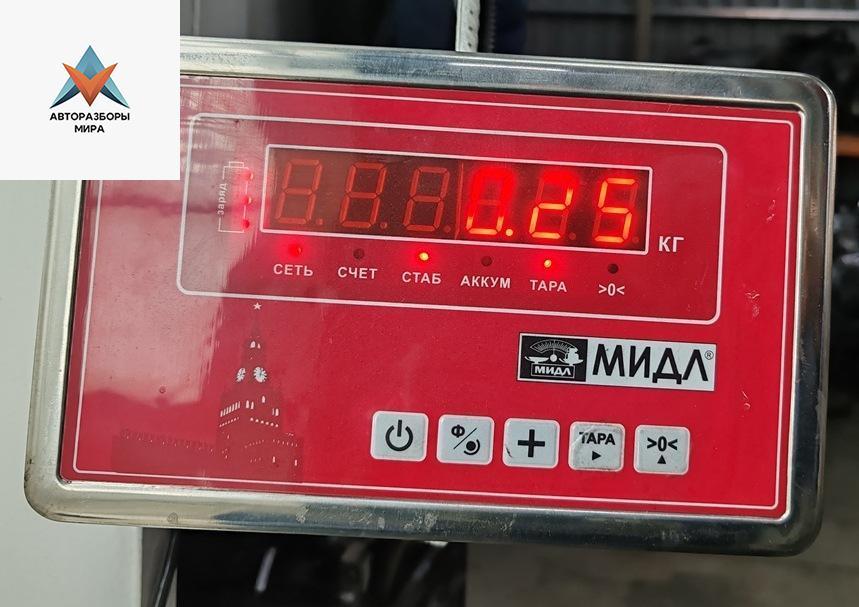 АВТОРАЗБОРЫ
МИРА
заряд
0.25
КГ
СЕТЬ СЧЕТ СТАБ АККУМ ТАРА >0<
МИДЛ МИДЛ®
Ф + ТАРА >0<